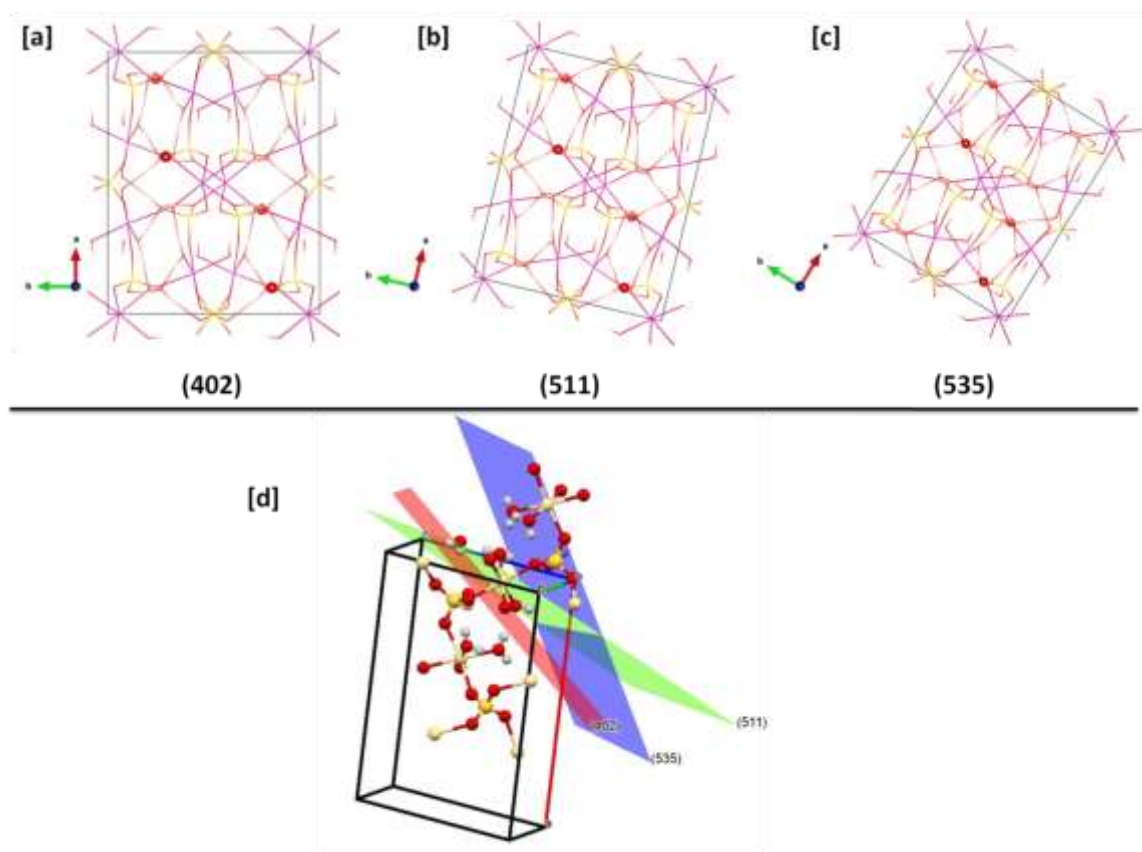 [a]
[b]
[c]
a
b
a
b
a
b
(402)
(511)
(535)
[d]
(402)
(511)
(535)